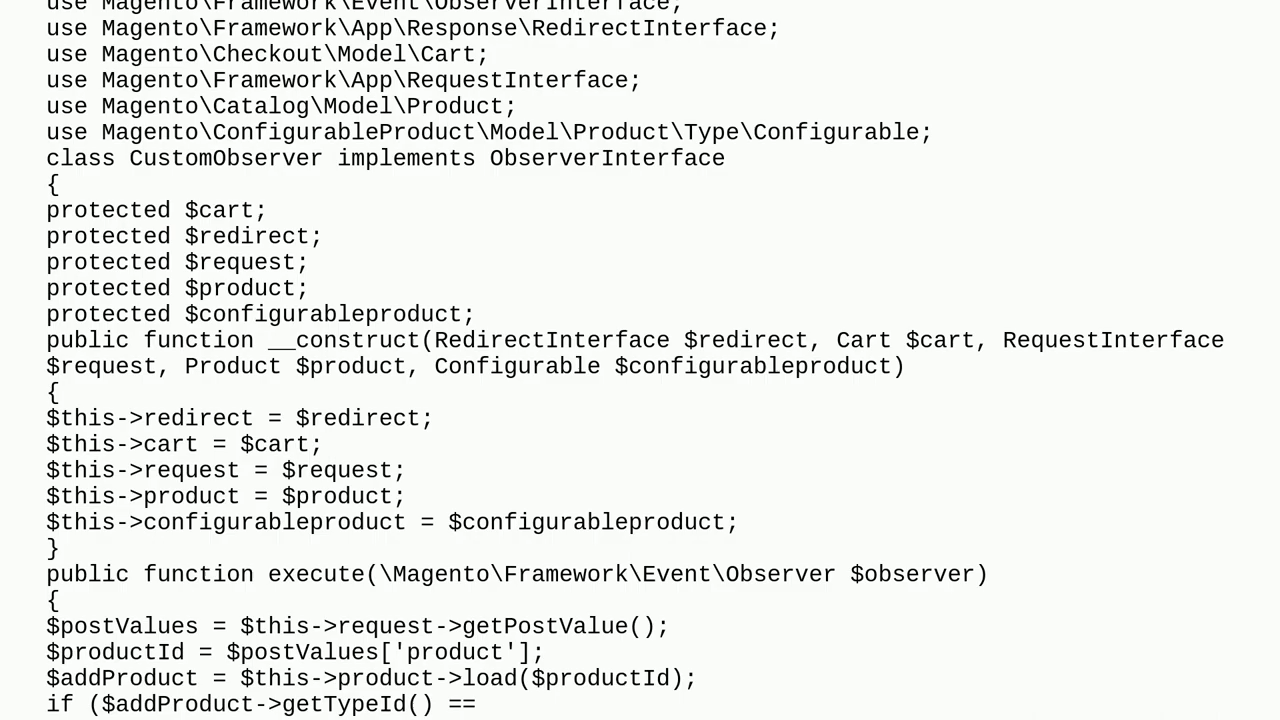 use Magento\Framework\Event\ObserverInterface;
use Magento\Framework\App\Response\RedirectInterface;
use Magento\Checkout\Model\Cart;
use Magento\Framework\App\RequestInterface;
use Magento\Catalog\Model\Product;
use Magento\ConfigurableProduct\Model\Product\Type\Configurable;
class CustomObserver implements ObserverInterface
{
protected $cart;
protected $redirect;
protected $request;
protected $product;
protected $configurableproduct;
public function __construct(RedirectInterface $redirect, Cart $cart, RequestInterface
$request, Product $product, Configurable $configurableproduct)
{
$this->redirect = $redirect;
$this->cart = $cart;
$this->request = $request;
$this->product = $product;
$this->configurableproduct = $configurableproduct;
}
public function execute(\Magento\Framework\Event\Observer $observer)
{
$postValues = $this->request->getPostValue();
$productId = $postValues['product'];
$addProduct = $this->product->load($productId);
if ($addProduct->getTypeId() ==